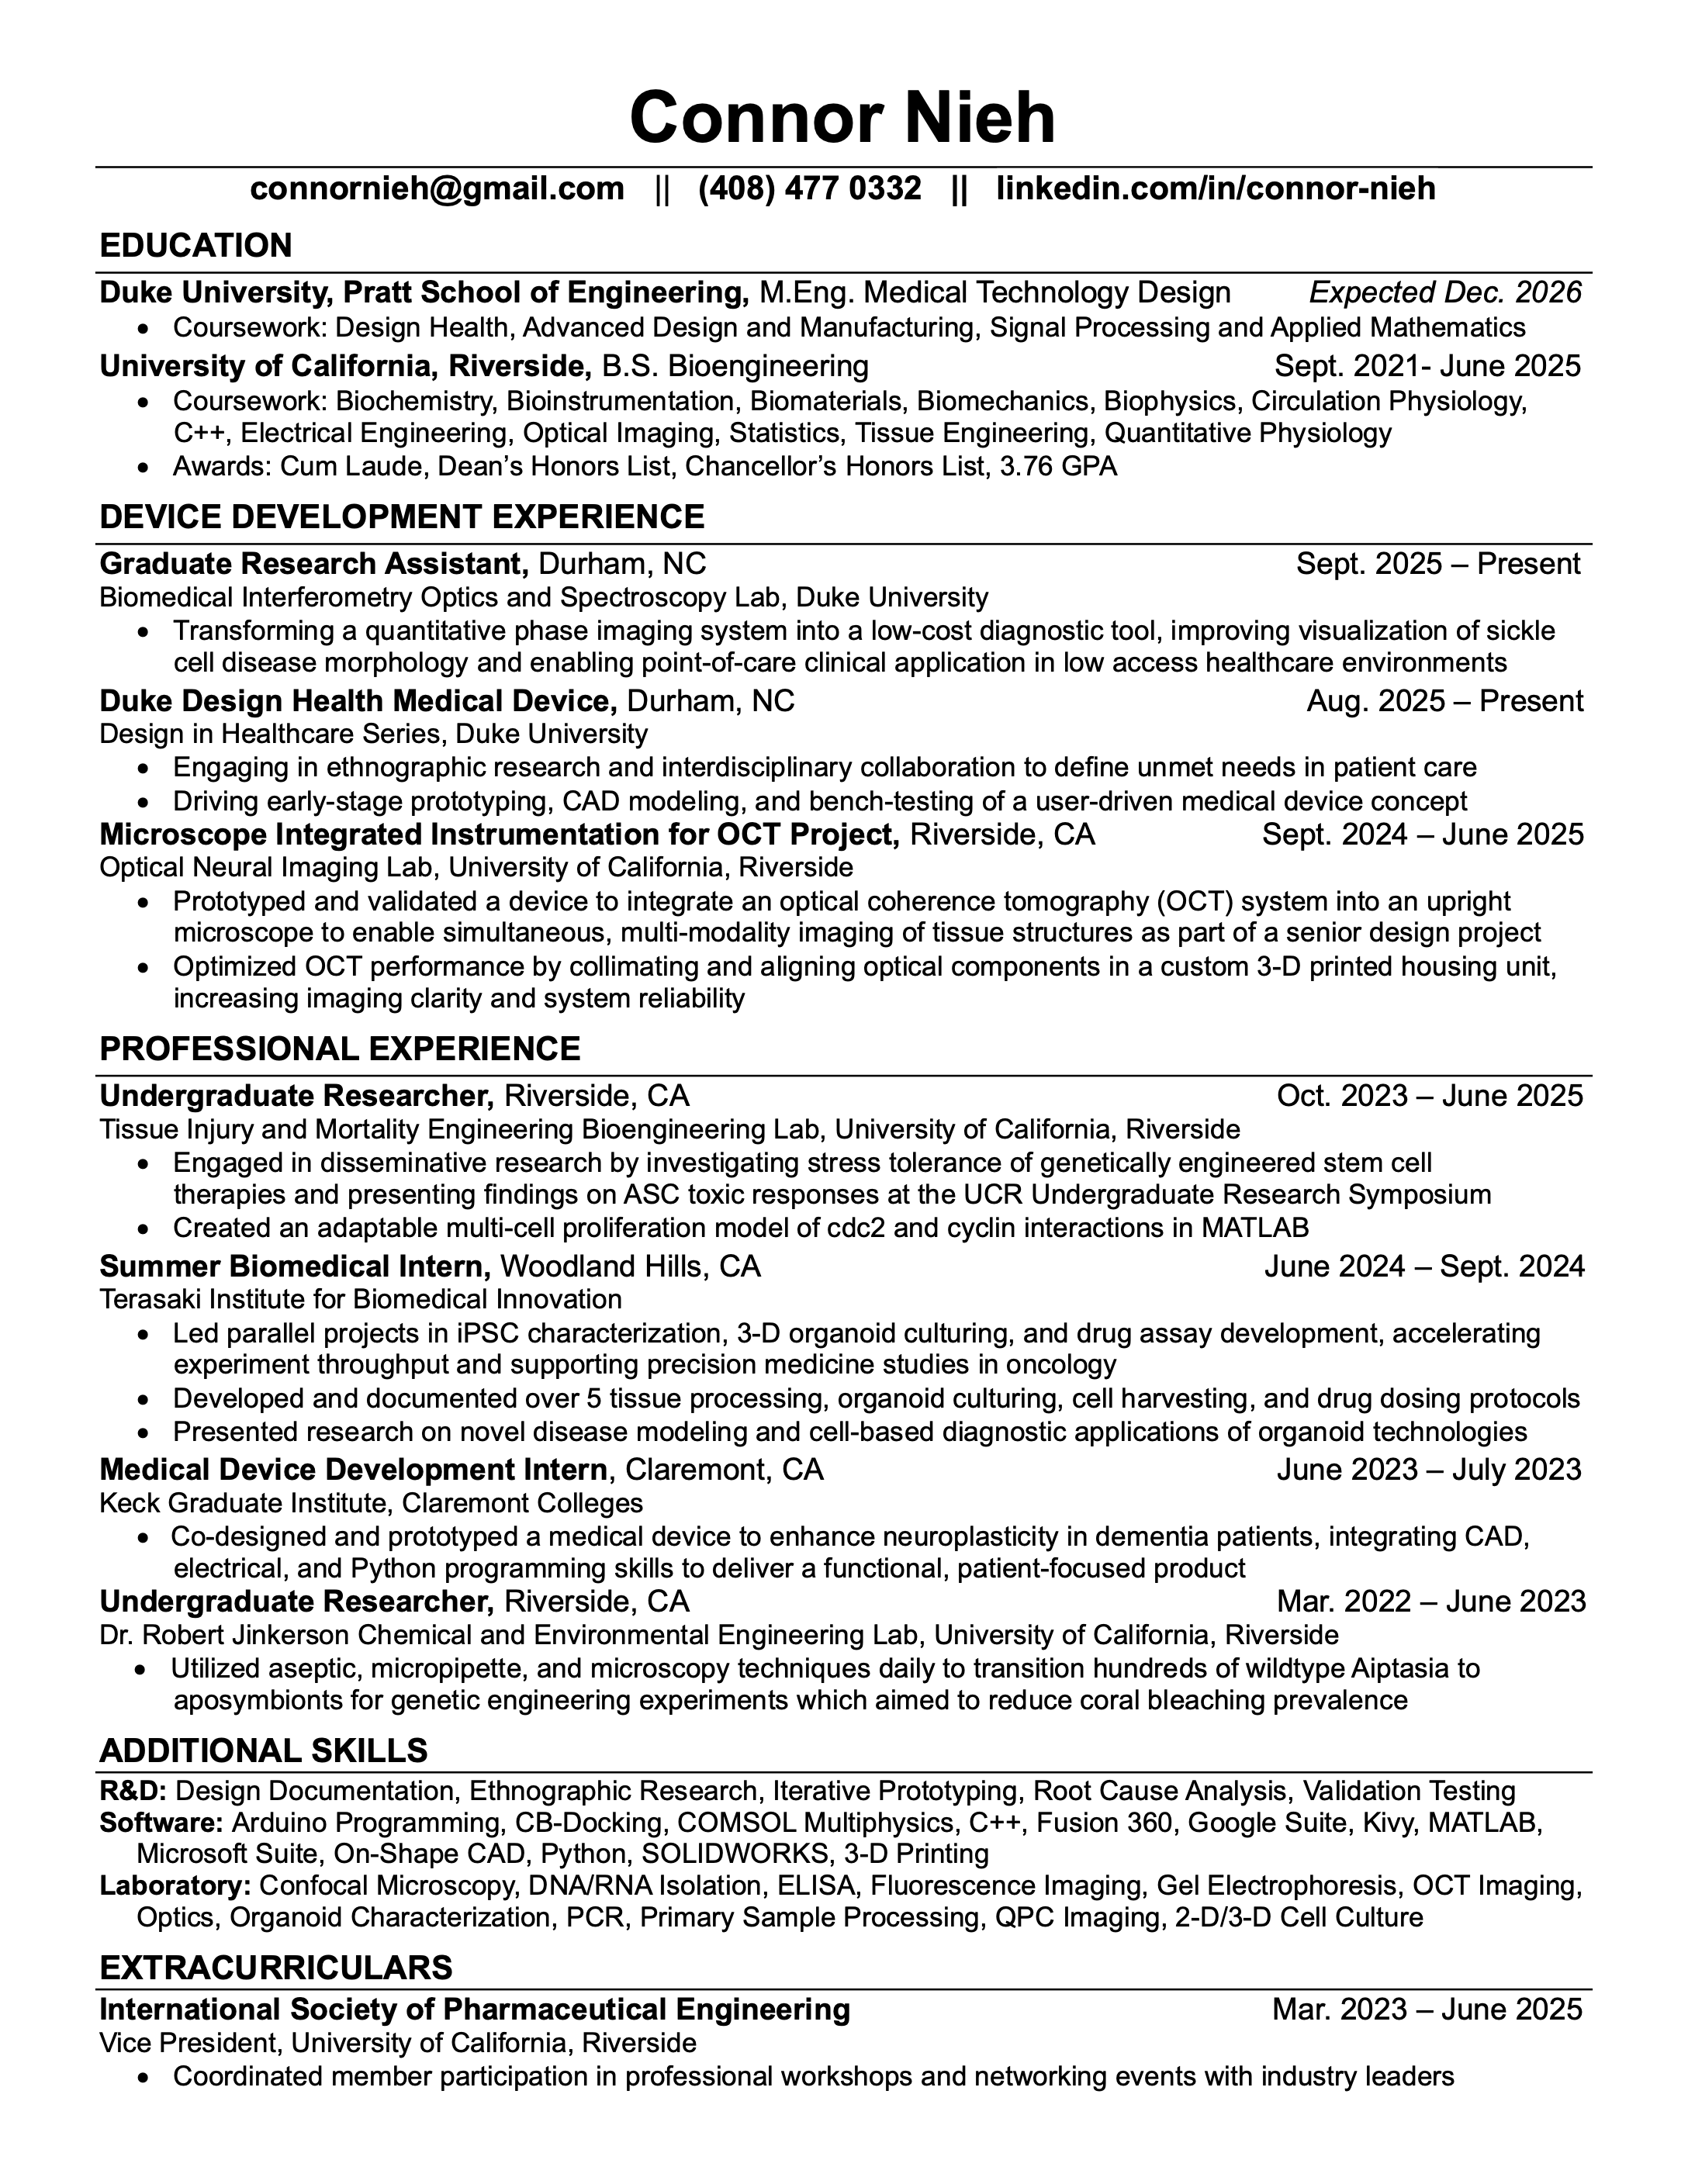 Connor Nieh
connornieh@gmail.com || (408) 477 0332 || linkedin.com/in/connor-nieh
EDUCATION
Duke University, Pratt School of Engineering, M.Eng. Medical Technology Design Expected Dec. 2026
• Coursework: Design Health, Advanced Design and Manufacturing, Signal Processing and Applied Mathematics
University of California, Riverside, B.S. Bioengineering Sept. 2021- June 2025
• Coursework: Biochemistry, Bioinstrumentation, Biomaterials, Biomechanics, Biophysics, Circulation Physiology,
C++, Electrical Engineering, Optical Imaging, Statistics, Tissue Engineering, Quantitative Physiology
• Awards: Cum Laude, Dean’s Honors List, Chancellor’s Honors List, 3.76 GPA
DEVICE DEVELOPMENT EXPERIENCE
Graduate Research Assistant, Durham, NC Sept. 2025 – Present
Biomedical Interferometry Optics and Spectroscopy Lab, Duke University
• Transforming a quantitative phase imaging system into a low-cost diagnostic tool, improving visualization of sickle
cell disease morphology and enabling point-of-care clinical application in low access healthcare environments
Duke Design Health Medical Device, Durham, NC Aug. 2025 – Present
Design in Healthcare Series, Duke University
• Engaging in ethnographic research and interdisciplinary collaboration to define unmet needs in patient care
• Driving early-stage prototyping, CAD modeling, and bench-testing of a user-driven medical device concept
Microscope Integrated Instrumentation for OCT Project, Riverside, CA Sept. 2024 – June 2025
Optical Neural Imaging Lab, University of California, Riverside
• Prototyped and validated a device to integrate an optical coherence tomography (OCT) system into an upright
microscope to enable simultaneous, multi-modality imaging of tissue structures as part of a senior design project
• Optimized OCT performance by collimating and aligning optical components in a custom 3-D printed housing unit,
increasing imaging clarity and system reliability
PROFESSIONAL EXPERIENCE
Undergraduate Researcher, Riverside, CA Oct. 2023 – June 2025
Tissue Injury and Mortality Engineering Bioengineering Lab, University of California, Riverside
• Engaged in disseminative research by investigating stress tolerance of genetically engineered stem cell
therapies and presenting findings on ASC toxic responses at the UCR Undergraduate Research Symposium
• Created an adaptable multi-cell proliferation model of cdc2 and cyclin interactions in MATLAB
Summer Biomedical Intern, Woodland Hills, CA June 2024 – Sept. 2024
Terasaki Institute for Biomedical Innovation
• Led parallel projects in iPSC characterization, 3-D organoid culturing, and drug assay development, accelerating
experiment throughput and supporting precision medicine studies in oncology
• Developed and documented over 5 tissue processing, organoid culturing, cell harvesting, and drug dosing protocols
• Presented research on novel disease modeling and cell-based diagnostic applications of organoid technologies
Medical Device Development Intern, Claremont, CA June 2023 – July 2023
Keck Graduate Institute, Claremont Colleges
• Co-designed and prototyped a medical device to enhance neuroplasticity in dementia patients, integrating CAD,
electrical, and Python programming skills to deliver a functional, patient-focused product
Undergraduate Researcher, Riverside, CA Mar. 2022 – June 2023
Dr. Robert Jinkerson Chemical and Environmental Engineering Lab, University of California, Riverside
• Utilized aseptic, micropipette, and microscopy techniques daily to transition hundreds of wildtype Aiptasia to
aposymbionts for genetic engineering experiments which aimed to reduce coral bleaching prevalence
ADDITIONAL SKILLS
R&D: Design Documentation, Ethnographic Research, Iterative Prototyping, Root Cause Analysis, Validation Testing
Software: Arduino Programming, CB-Docking, COMSOL Multiphysics, C++, Fusion 360, Google Suite, Kivy, MATLAB,
Microsoft Suite, On-Shape CAD, Python, SOLIDWORKS, 3-D Printing
Laboratory: Confocal Microscopy, DNA/RNA Isolation, ELISA, Fluorescence Imaging, Gel Electrophoresis, OCT Imaging,
Optics, Organoid Characterization, PCR, Primary Sample Processing, QPC Imaging, 2-D/3-D Cell Culture
EXTRACURRICULARS
International Society of Pharmaceutical Engineering Mar. 2023 – June 2025
Vice President, University of California, Riverside
• Coordinated member participation in professional workshops and networking events with industry leaders